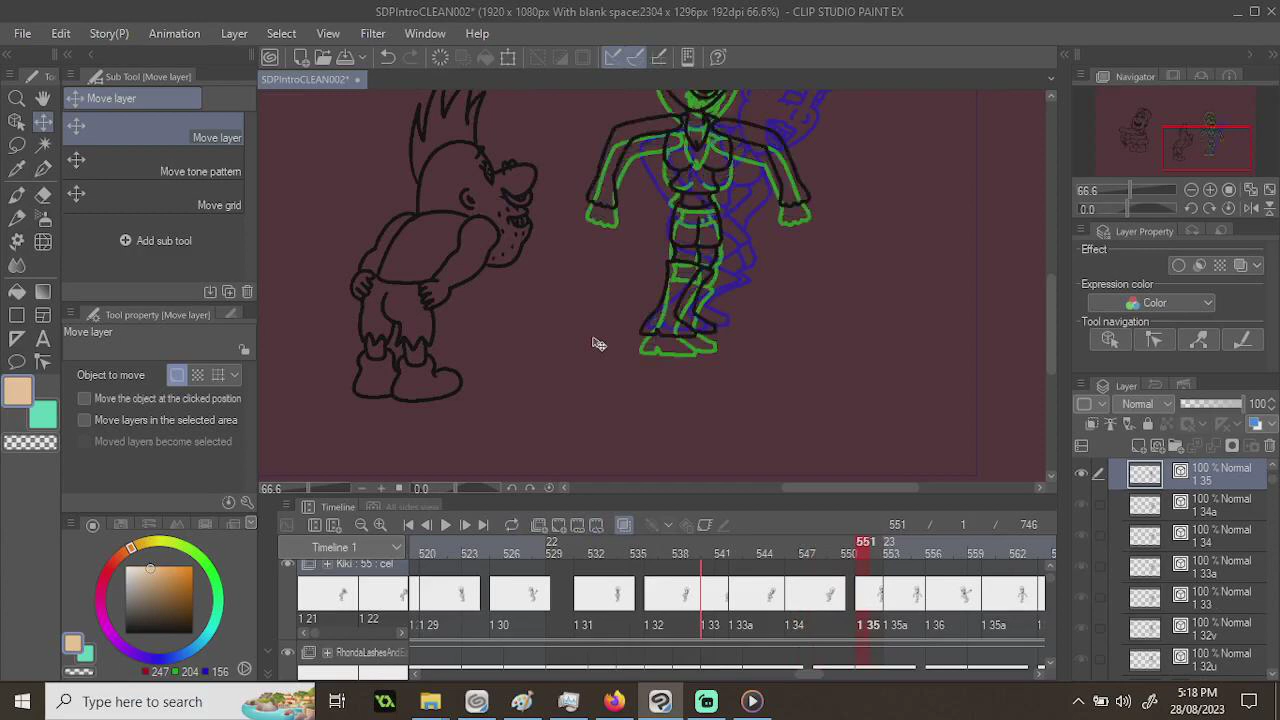 SDPIntroCLEAN002* (1920 x 1080px With blank space:2304 x 1296px 192dpi 66.6%) - CLIP STUDIO PAINT EX
File Edit Story(P) Animation Layer Select View Filter Window Help
Sub Tool [Move layer]
SDPIntroCLEAN002*
Navigator
Move layer
Move layer
Move tone pattern
Move grid
Add sub tool
66.6
0.0
Layer Property
Effect
Expression color
Color
Tool navigation
Tool property [Move layer]
Move layer
Object to move
Move the object at the clicked position
Move layers in the selected area
Moved layers become selected
Layer
Normal 100
100 % Normal
1 35
100 % Normal
1 34a
100 % Normal
1 34
100 % Normal
1 33a
100 % Normal
1 33
100 % Normal
1 32v
100 % Normal
1 32u
66.6 0.0
Timeline All sides view
551 / 1 / 746
Timeline 1
22 551 23
520 523 526 529 532 535 538 541 544 547 550 553 556 559 562
Kiki : 55 : cel
1 21 1 22 1 29 1 30 1 31 1 32 1 33 1 33a 1 34 1 35 1 35a 1 36 1 35a
RhondaLashesAndE
247 204 156
Type here to search
5:18 PM
28/08/2023